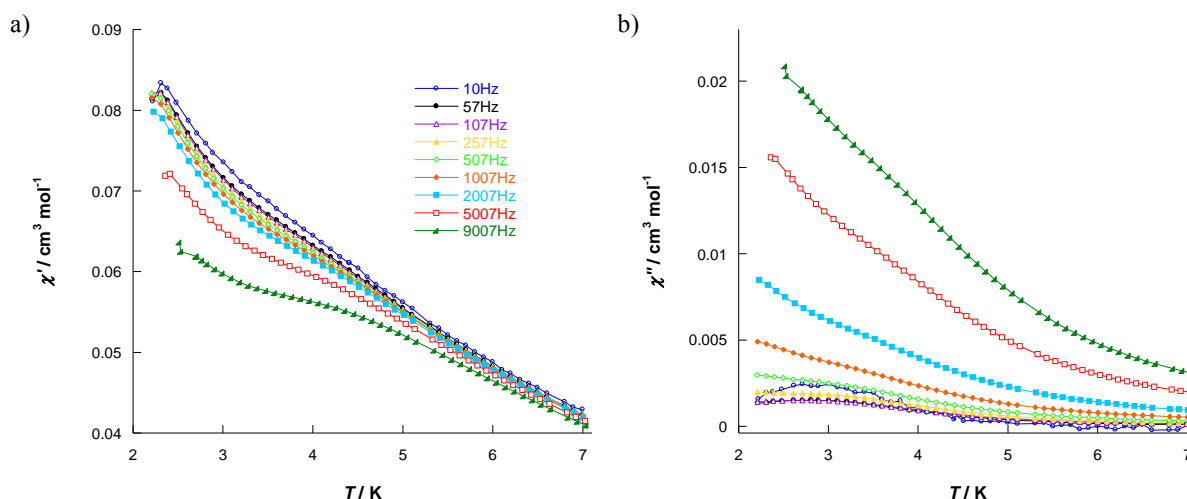 a)
0.09
0.08
0.07
0.06
0.05
0.04
χ' / cm³ mol⁻¹
2 3 4 5 6 7
T / K
10Hz
57Hz
107Hz
257Hz
507Hz
1007Hz
2007Hz
5007Hz
9007Hz
b)
0.02
0.015
0.01
0.005
0
χ'' / cm³ mol⁻¹
2 3 4 5 6 7
T / K